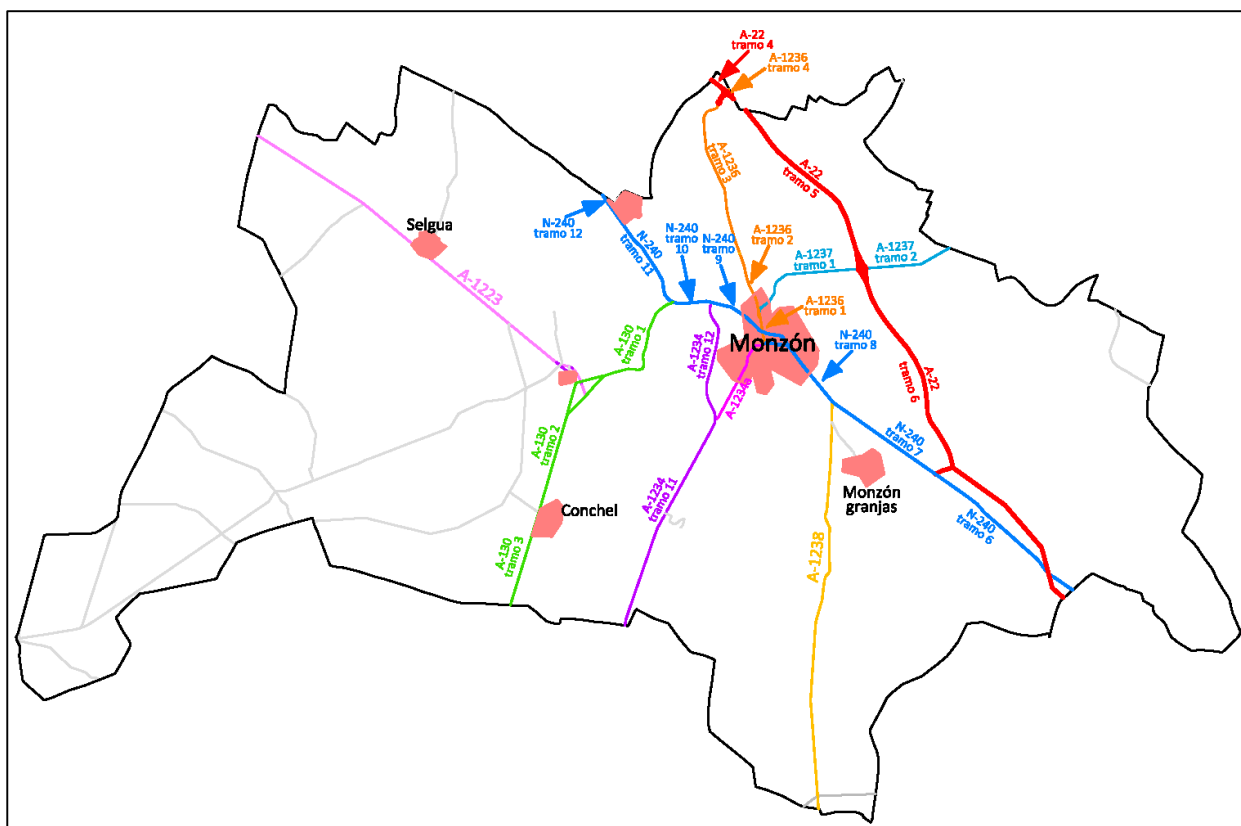 A-22
tramo 4
A-1236
tramo 4
A-1236
tramo 3
A-22
tramo 5
Selgua
N-240
tramo 12
N-240
tramo 11
N-240
tramo
10
N-240
tramo
9
A-1236
tramo 2
A-1237
tramo 1
A-1237
tramo 2
A-1223
A-1236
tramo 1
A-130
tramo 1
A-1234
tramo 12
Monzón
N-240
tramo 8
A-22
tramo 6
A-1234a
A-130
tramo 2
N-240
tramo 7
A-1234
tramo 11
Conchel
Monzón
granjas
N-240
tramo 6
A-130
tramo 3
A-1238